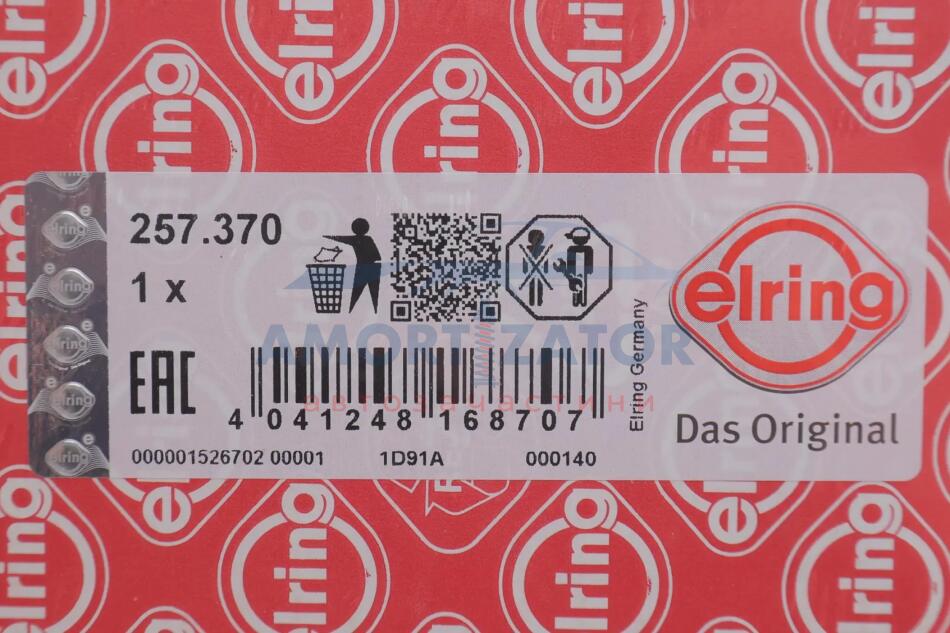 257.370
1 x
EAC
4 041248 168707
000001526702 00001 1D91A 000140
Elring Germany
elring
Das Original
AMORTIZATOR
автозапчастини